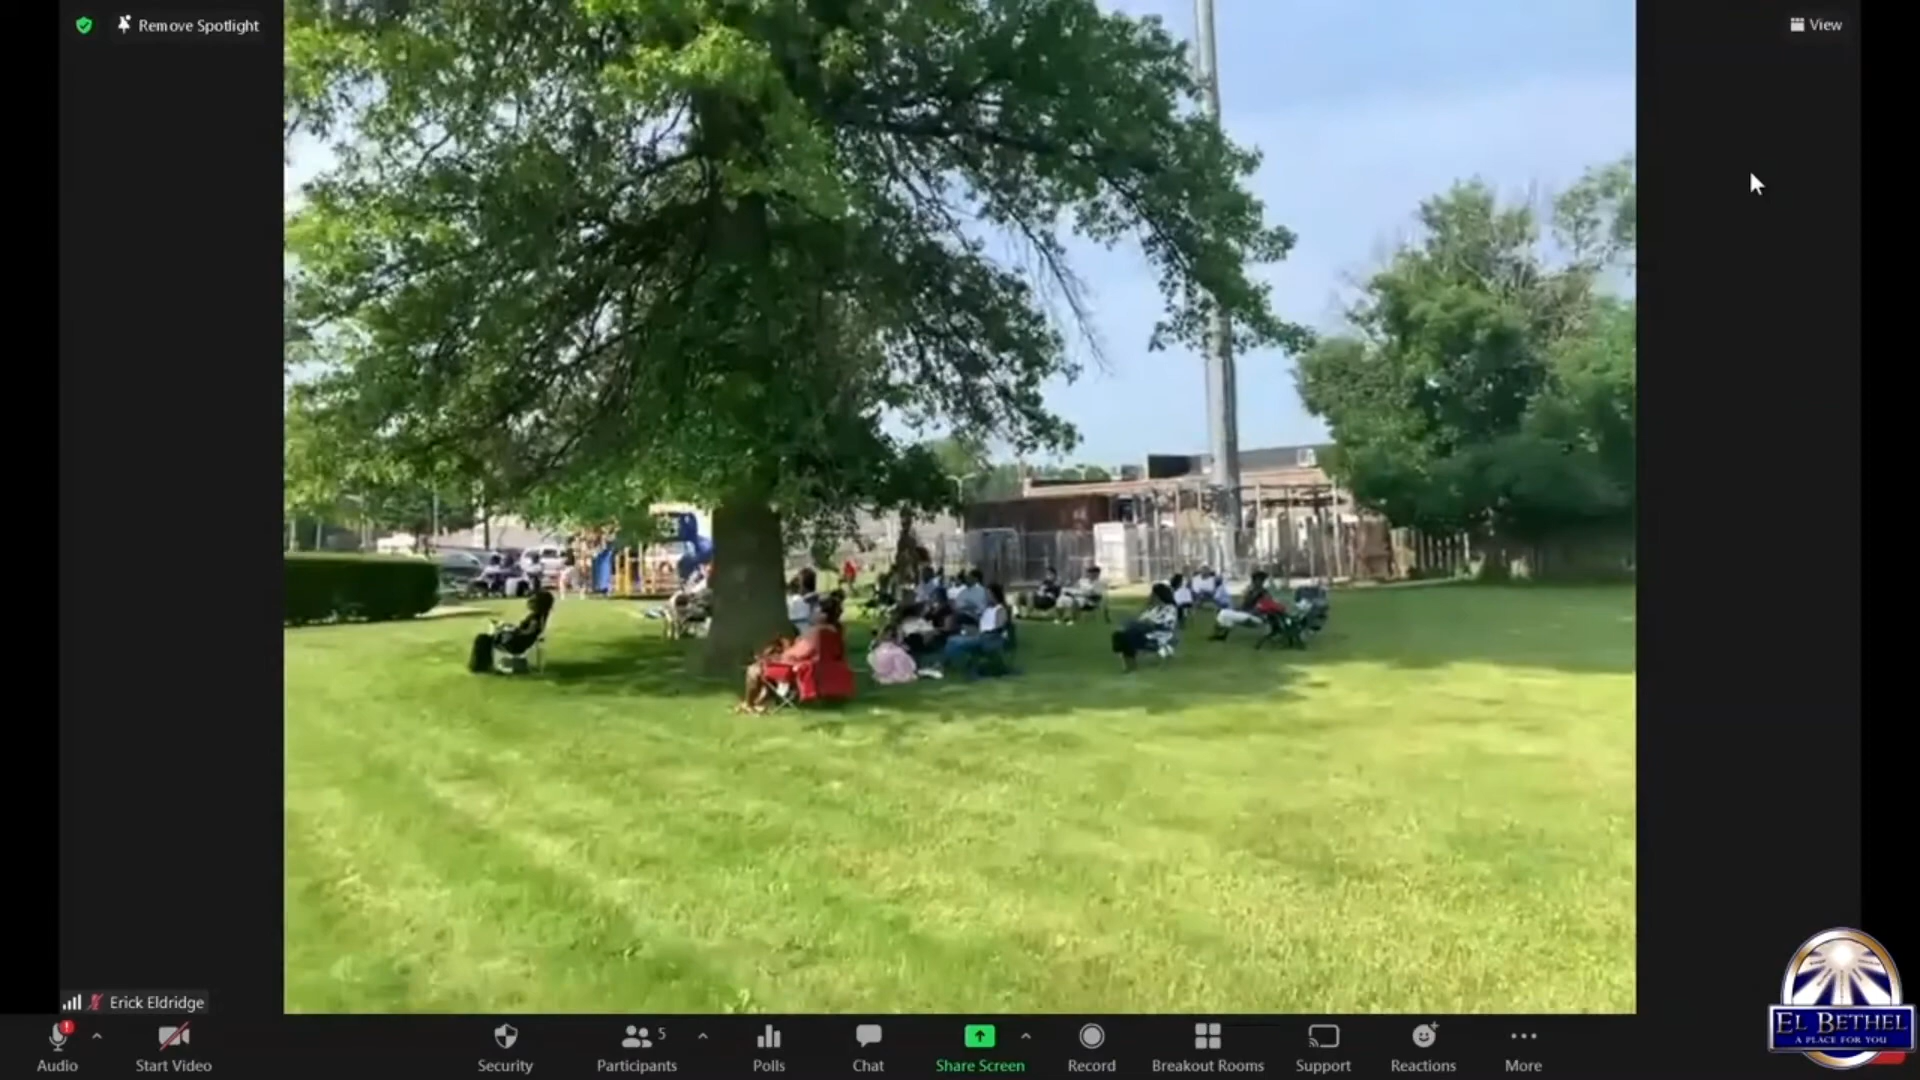 Remove Spotlight
View
Erick Eldridge
Audio
Start Video
Security
5
Participants
Polls
Chat
Share Screen
Record
Breakout Rooms
Support
Reactions
More
EL BETHEL
A PLACE FOR YOU